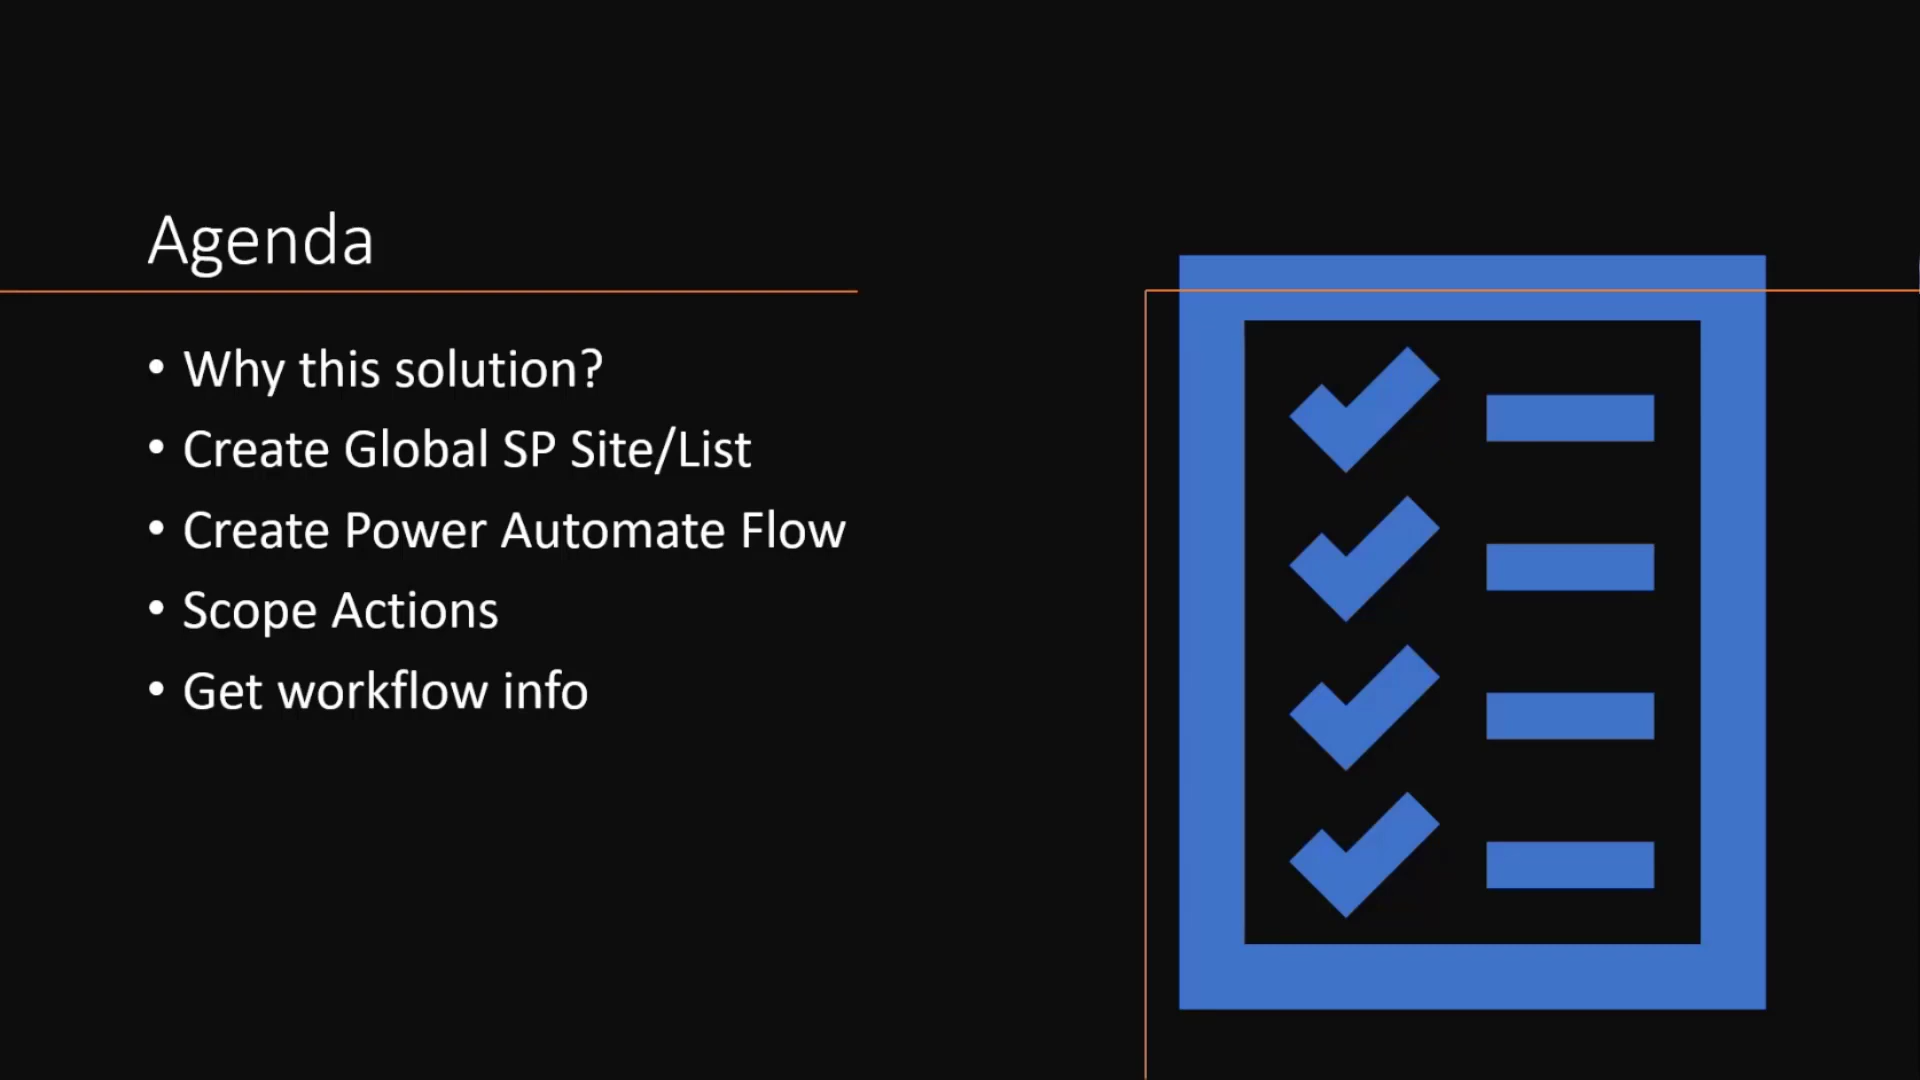 Agenda
• Why this solution?
• Create Global SP Site/List
• Create Power Automate Flow
• Scope Actions
• Get workflow info